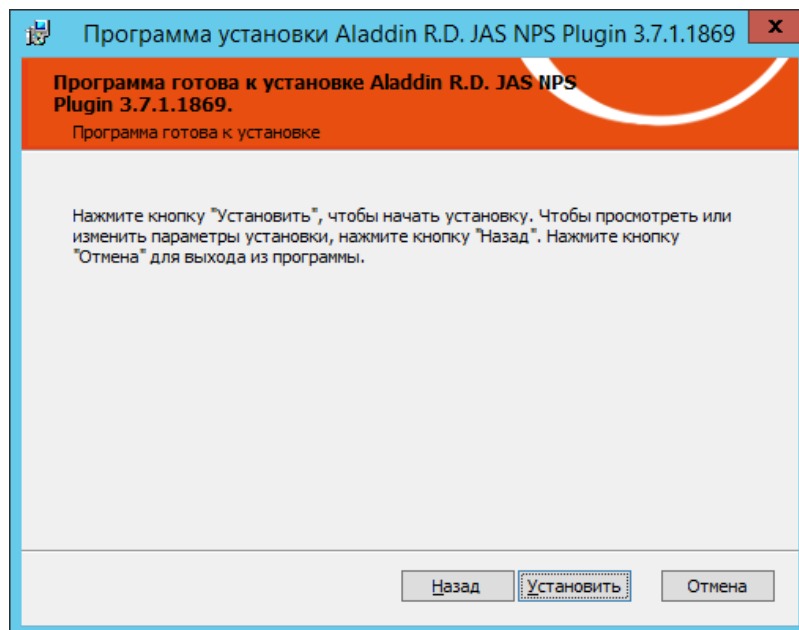 Программа установки Aladdin R.D. JAS NPS Plugin 3.7.1.1869
x
Программа готова к установке Aladdin R.D. JAS NPS
Plugin 3.7.1.1869.
Программа готова к установке
Нажмите кнопку "Установить", чтобы начать установку. Чтобы просмотреть или
изменить параметры установки, нажмите кнопку "Назад". Нажмите кнопку
"Отмена" для выхода из программы.
Назад Установить Отмена